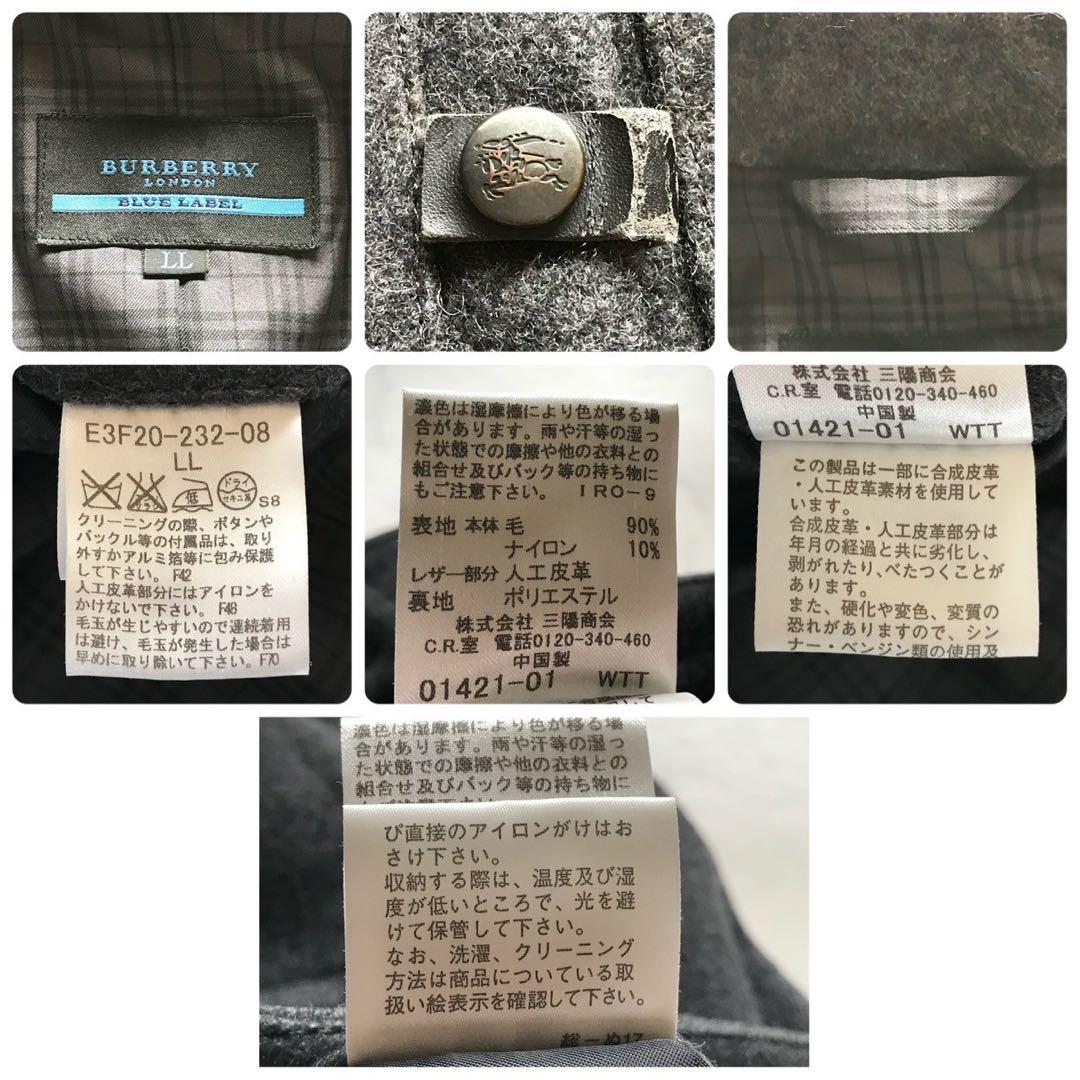 BURBERRY
LONDON
BLUE LABEL
LL
E3F20-232-08
LL
低
ドライ
セキユ系
S8
クリーニングの際、ボタンや
バックル等の付属品は、取り
外すかアルミ箔等に包み保護
して下さい。F42
人工皮革部分にはアイロンを
かけないで下さい。F48
毛玉が生じやすいので連続着用
は避け、毛玉が発生した場合は
早めに取り除いて下さい。F70
濃色は湿摩擦により色が移る場
合があります。雨や汗等の湿っ
た状態での摩擦や他の衣料との
組合せ及びバック等の持ち物に
もご注意下さい。 IRO-9
表地 本体 毛 90%
ナイロン 10%
レザー部分 人工皮革
裏地 ポリエステル
株式会社 三陽商会
C.R.室 電話0120-340-460
中国製
01421-01 WTT
株式会社 三陽商会
C.R.室 電話0120-340-460
中国製
01421-01 WTT
この製品は一部に合成皮革
・人工皮革素材を使用して
います。
合成皮革・人工皮革部分は
年月の経過と共に劣化し、
剥がれたり、べたつくことが
あります。
また、硬化や変色、変質の
恐れがありますので、シン
ナー・ベンジン類の使用及
濃色は湿摩擦により色が移る場
合があります。雨や汗等の湿っ
た状態での摩擦や他の衣料との
組合せ及びバック等の持ち物に
び直接のアイロンがけはお
さけ下さい。
収納する際は、温度及び湿
度が低いところで、光を避
けて保管して下さい。
なお、洗濯、クリーニング
方法は商品についている取
扱い絵表示を確認して下さい。